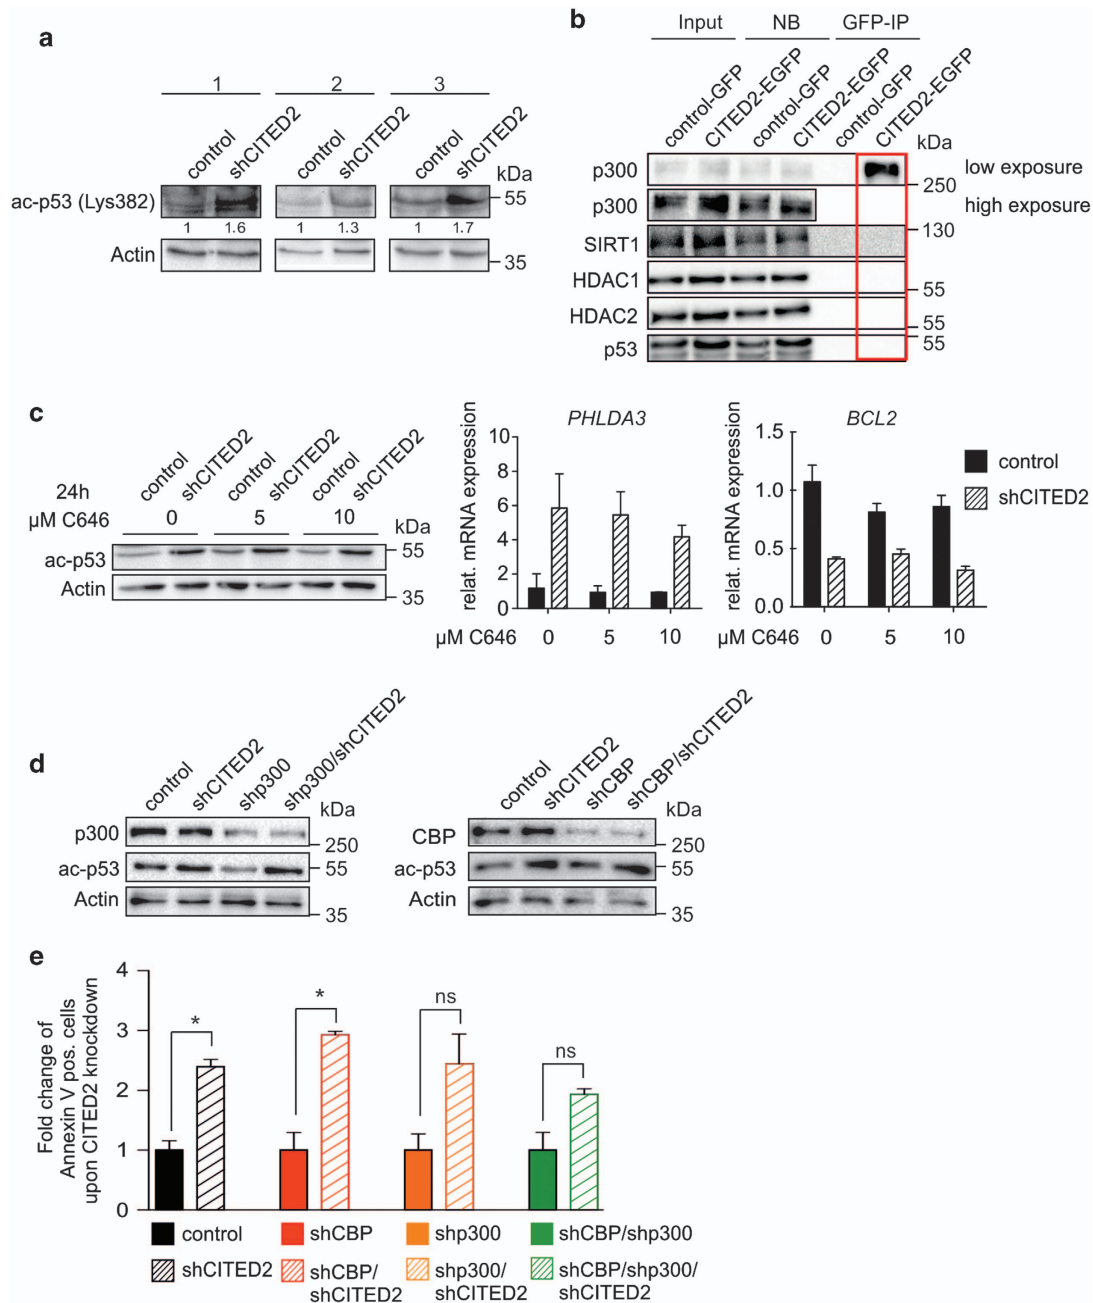 a
1 2 3
control shCITED2 control shCITED2 control shCITED2
kDa
ac-p53 (Lys382) 55
1 1.6 1 1.3 1 1.7
Actin 35
b
Input NB GFP-IP
control-GFP CITED2-EGFP control-GFP CITED2-EGFP control-GFP CITED2-EGFP
kDa
p300 low exposure
250
p300 high exposure
130
SIRT1
HDAC1
55
HDAC2
55
p53 55
c
24h control shCITED2 control shCITED2 control shCITED2
µM C646 0 5 10 kDa
ac-p53 55
Actin 35
PHLDA3
relat. mRNA expression
10
8
6
4
2
0
µM C646 0 5 10
BCL2
relat. mRNA expression
1.5
1.0
0.5
0.0
µM C646 0 5 10
control
shCITED2
d
control shCITED2 shp300 shp300/shCITED2
kDa
p300 250
ac-p53 55
Actin 35
control shCITED2 shCBP shCBP/shCITED2
kDa
CBP 250
ac-p53 55
Actin 35
e
Fold change of
Annexin V pos. cells
upon CITED2 knockdown
4
3
2
1
0
* * ns ns
control shCBP shp300 shCBP/shp300
shCITED2 shCBP/ shp300/ shCBP/shp300/
shCITED2 shCITED2 shCITED2